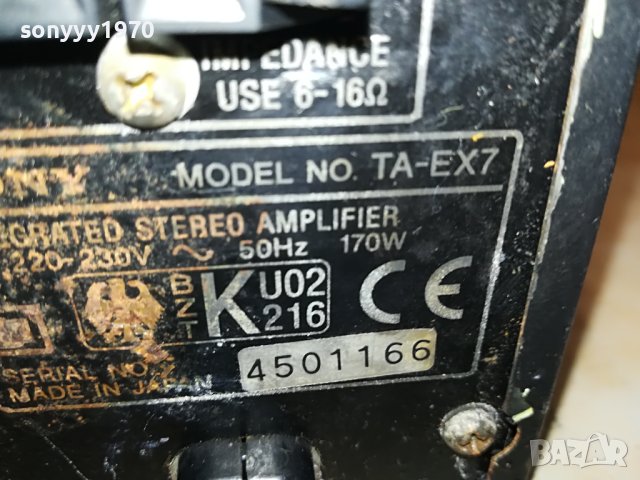 sonyyy1970
IMPEDANCE
USE 6-16Ω
MODEL NO. TA-EX7
STEREO AMPLIFIER
220-230V ~ 50Hz 170W
BZT K U02 216 CE
SERIAL NO. 4501166
MADE IN JAPAN
BAZAR